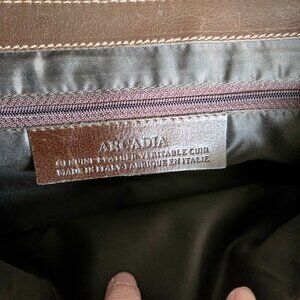 ARCADIA
GENUINE LEATHER VERITABLE CUIR
MADE IN ITALY FABRIQUE EN ITALIE